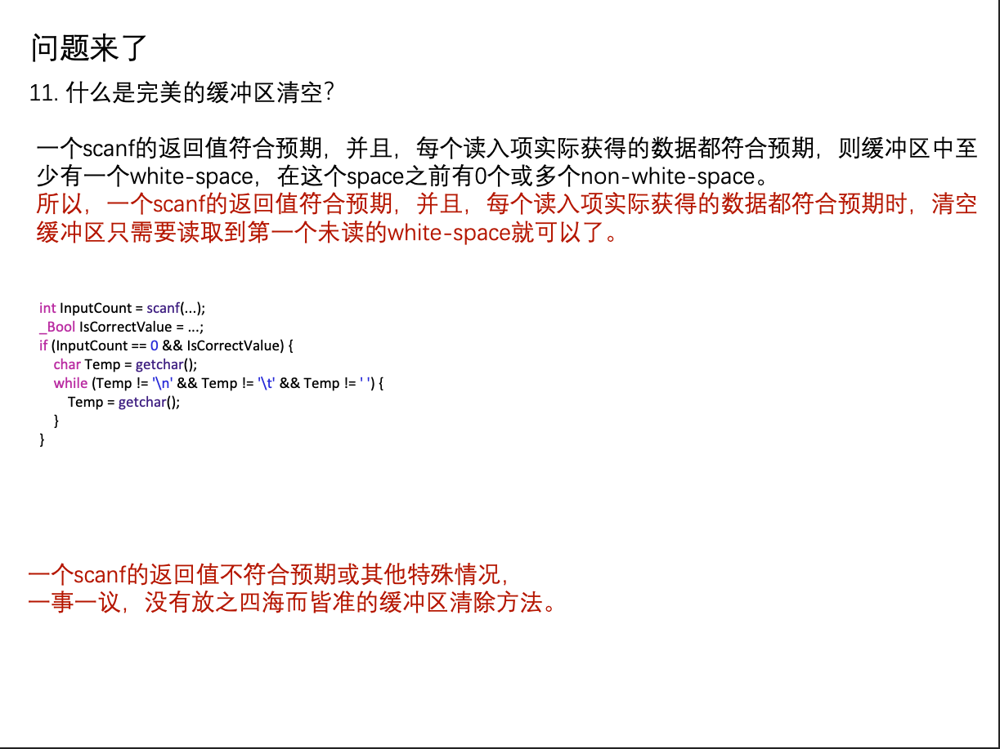 问题来了
11. 什么是完美的缓冲区清空？
一个scanf的返回值符合预期，并且，每个读入项实际获得的数据都符合预期，则缓冲区中至
少有一个white-space，在这个space之前有0个或多个non-white-space。
所以，一个scanf的返回值符合预期，并且，每个读入项实际获得的数据都符合预期时，清空
缓冲区只需要读取到第一个未读的white-space就可以了。
int InputCount = scanf(...);
_Bool IsCorrectValue = ...;
if (InputCount == 0 && IsCorrectValue) {
    char Temp = getchar();
    while (Temp != '\n' && Temp != '\t' && Temp != ' ') {
        Temp = getchar();
    }
}
一个scanf的返回值不符合预期或其他特殊情况，
一事一议，没有放之四海而皆准的缓冲区清除方法。